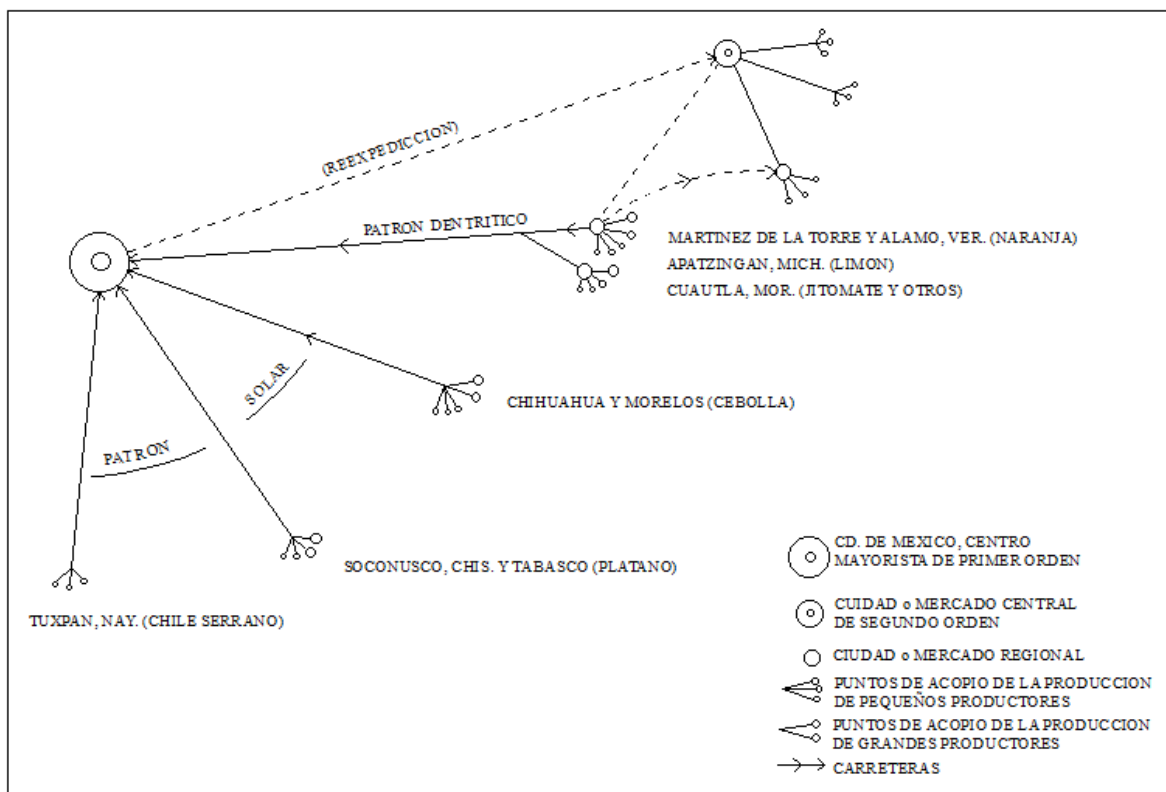 (REEXPEDICCION)
PATRON DENTRITICO
MARTINEZ DE LA TORRE Y ALAMO, VER. (NARANJA)
APATZINGAN, MICH. (LIMON)
CUAUTLA, MOR. (JITOMATE Y OTROS)
SOLAR
CHIHUAHUA Y MORELOS (CEBOLLA)
PATRON
SOCONUSCO, CHIS. Y TABASCO (PLATANO)
TUXPAN, NAY. (CHILE SERRANO)
CD. DE MEXICO, CENTRO
MAYORISTA DE PRIMER ORDEN
CUIDAD o MERCADO CENTRAL
DE SEGUNDO ORDEN
CIUDAD o MERCADO REGIONAL
PUNTOS DE ACOPIO DE LA PRODUCCION
DE PEQUEÑOS PRODUCTORES
PUNTOS DE ACOPIO DE LA PRODUCCION
DE GRANDES PRODUCTORES
CARRETERAS